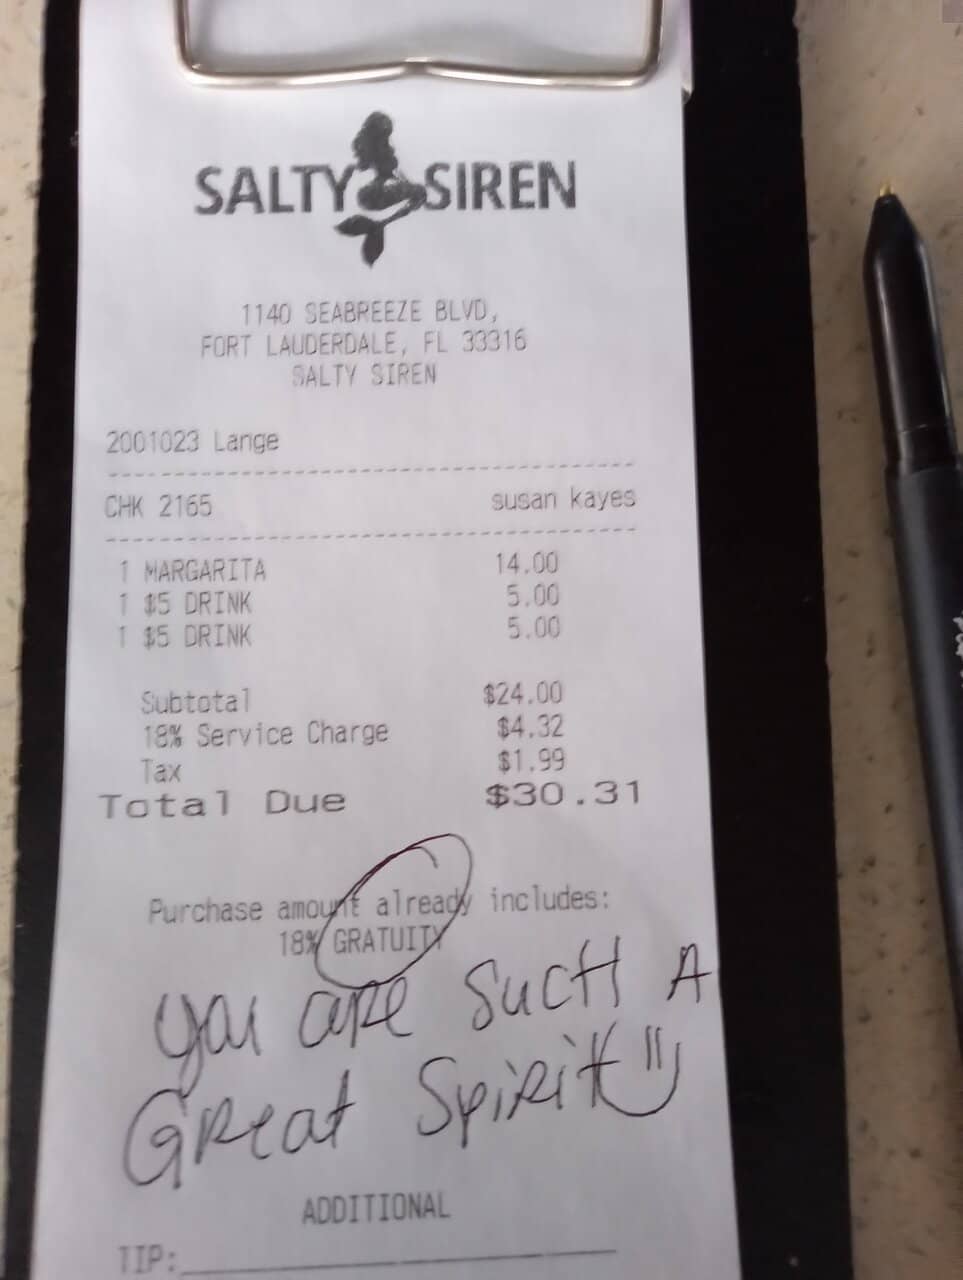 SALTY SIREN
1140 SEABREEZE BLVD,
FORT LAUDERDALE, FL 33316
SALTY SIREN
2001023 Lange
CHK 2165 susan kayes
1 MARGARITA 14.00
1 $5 DRINK 5.00
1 $5 DRINK 5.00
Subtotal $24.00
18% Service Charge $4.32
Tax $1.99
Total Due $30.31
Purchase amount already includes:
18% GRATUITY
You are SucH A
GReat SpiRit
ADDITIONAL
TIP: